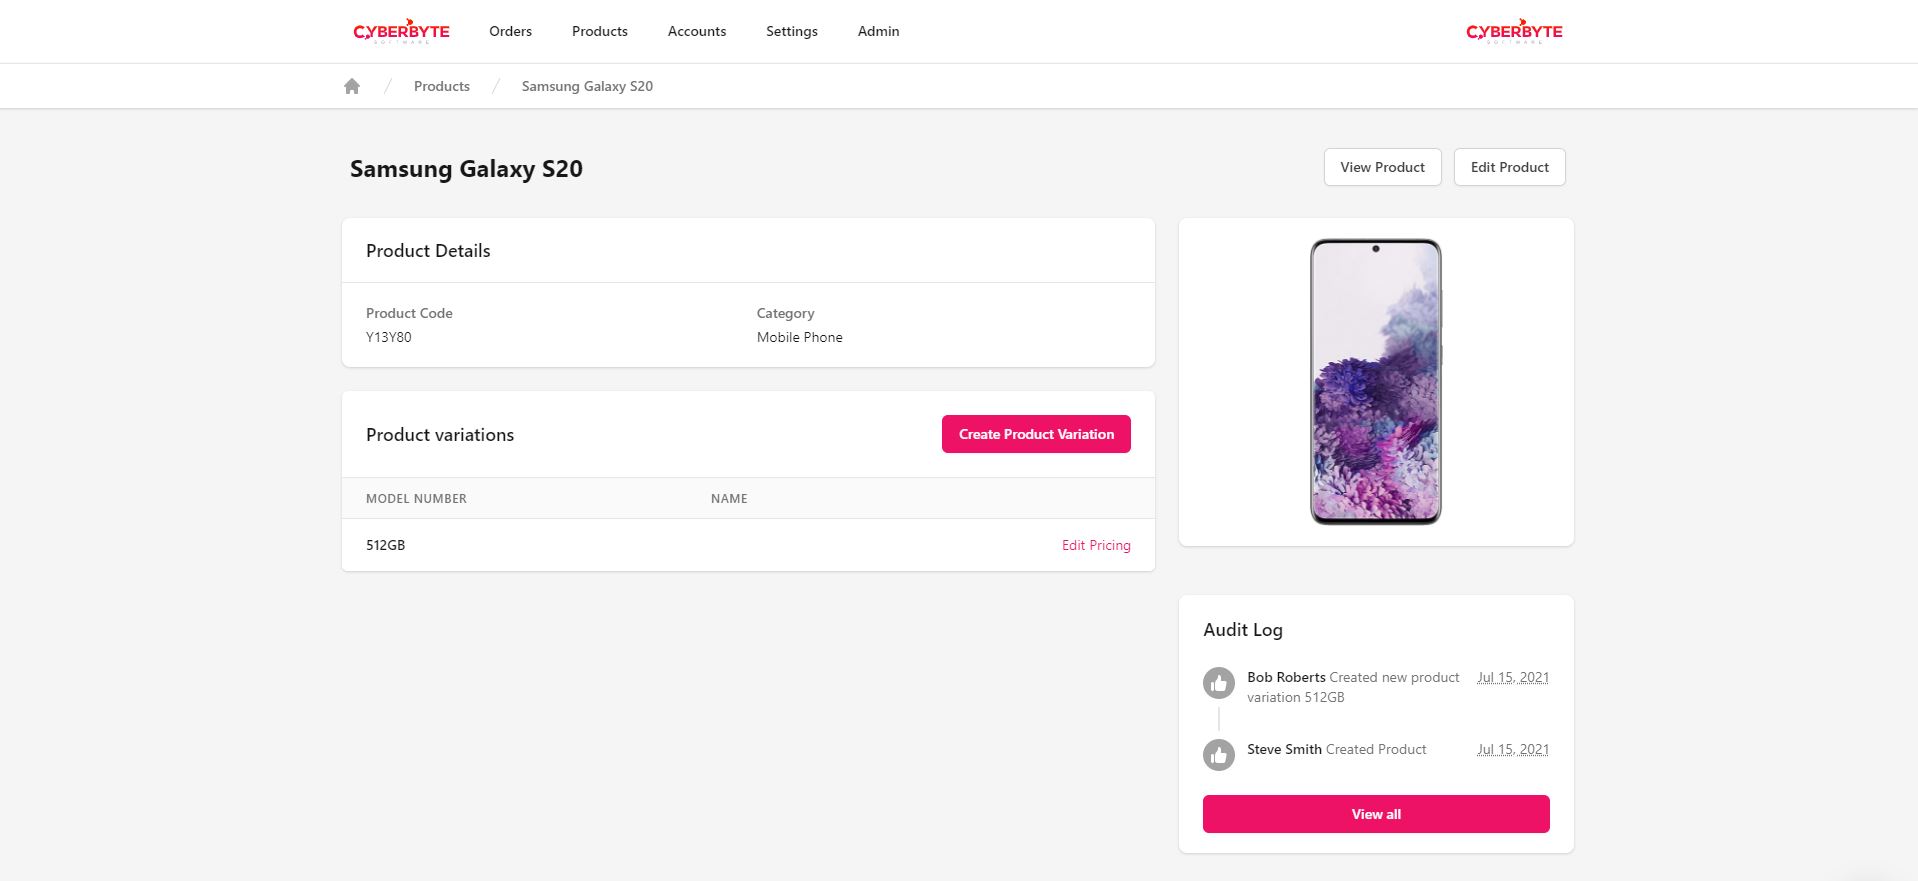 CYBERBYTE
SOFTWARE
Orders
Products
Accounts
Settings
Admin
CYBERBYTE
SOFTWARE
Products
Samsung Galaxy S20
Samsung Galaxy S20
View Product
Edit Product
Product Details
Product Code
Category
Y13Y80
Mobile Phone
Product variations
Create Product Variation
MODEL NUMBER
NAME
512GB
Edit Pricing
Audit Log
Bob Roberts Created new product
variation 512GB
Jul 15, 2021
Steve Smith Created Product
Jul 15, 2021
View all